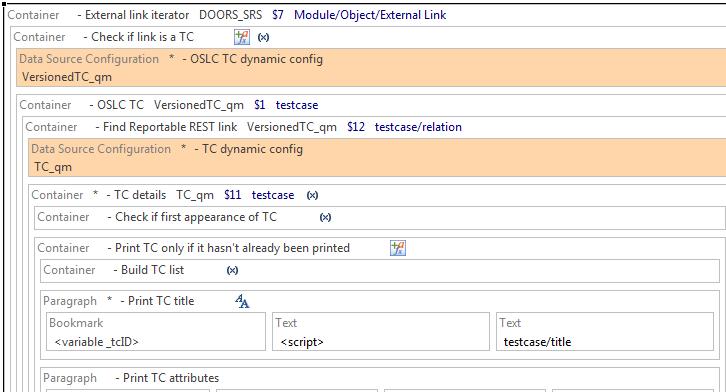 Container - External link iterator DOORS_SRS $7 Module/Object/External Link
Container - Check if link is a TC (x)
Data Source Configuration * - OSLC TC dynamic config
VersionedTC_qm
Container - OSLC TC VersionedTC_qm $1 testcase
Container - Find Reportable REST link VersionedTC_qm $12 testcase/relation
Data Source Configuration * - TC dynamic config
TC_qm
Container * - TC details TC_qm $11 testcase (x)
Container - Check if first appearance of TC (x)
Container - Print TC only if it hasn't already been printed
Container - Build TC list (x)
Paragraph * - Print TC title AA
Bookmark Text Text
<variable _tcID> <script> testcase/title
Paragraph - Print TC attributes